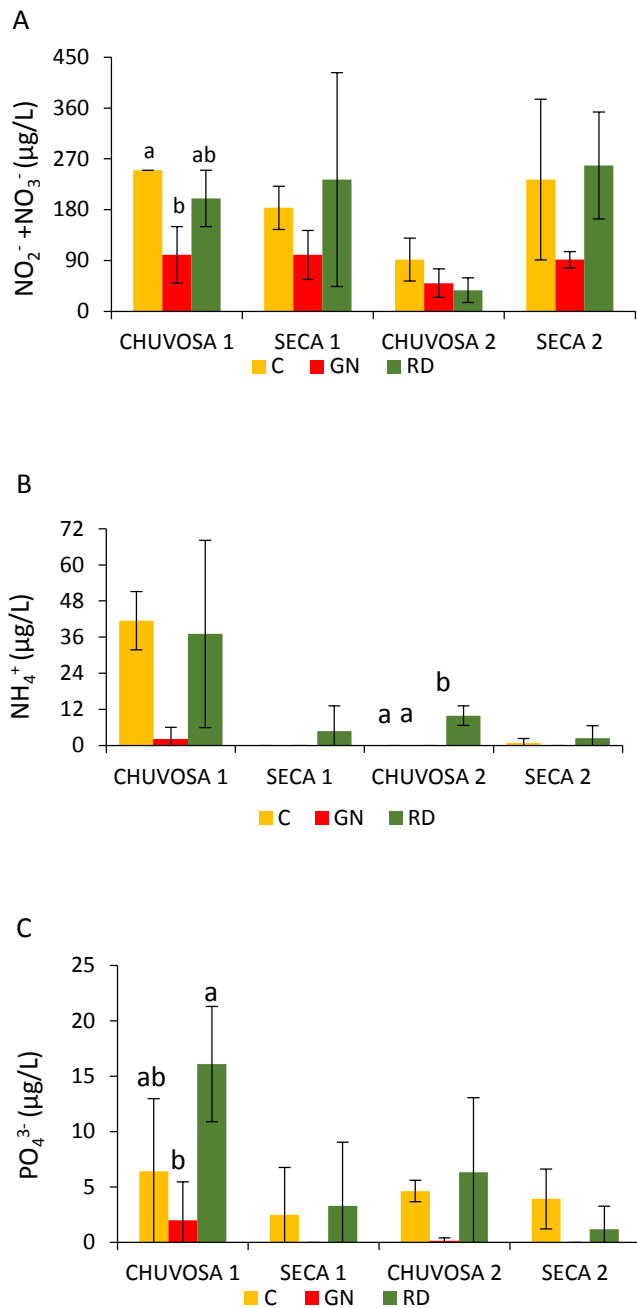 A
NO₂⁻ +NO₃⁻ (µg/L)
450
360
270
180
90
0
a
b
ab
CHUVOSA 1 SECA 1 CHUVOSA 2 SECA 2
C GN RD
B
NH₄⁺ (µg/L)
72
60
48
36
24
12
0
a a b
CHUVOSA 1 SECA 1 CHUVOSA 2 SECA 2
C GN RD
C
PO₄³⁻ (µg/L)
25
20
15
10
5
0
ab
b
a
CHUVOSA 1 SECA 1 CHUVOSA 2 SECA 2
C GN RD